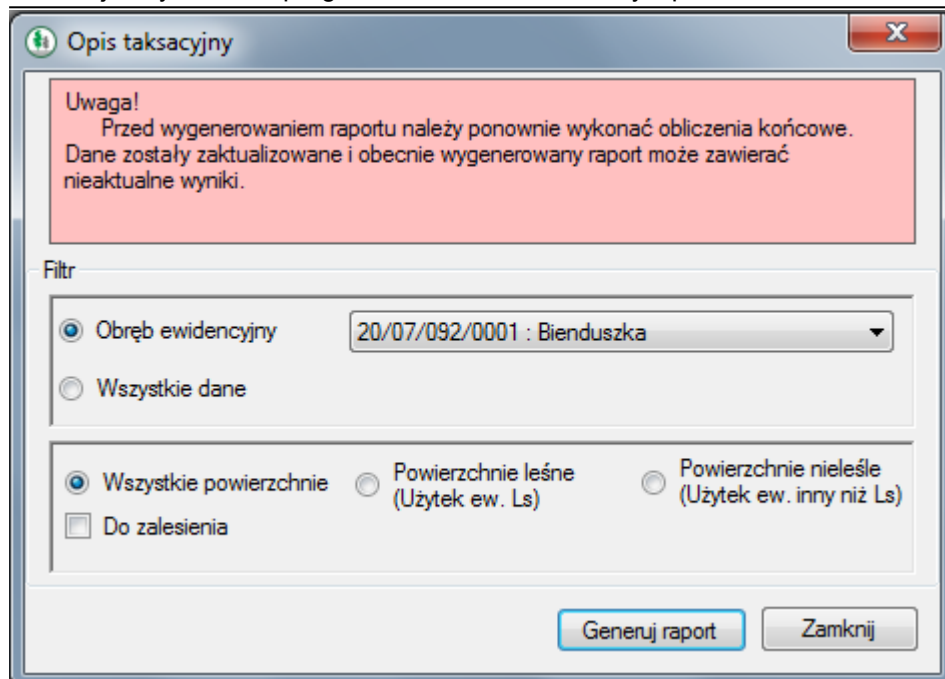 Opis taksacyjny
Uwaga!
Przed wygenerowaniem raportu należy ponownie wykonać obliczenia końcowe.
Dane zostały zaktualizowane i obecnie wygenerowany raport może zawierać
nieaktualne wyniki.
Filtr
Obręb ewidencyjny
20/07/092/0001 : Bienduszka
Wszystkie dane
Wszystkie powierzchnie
Powierzchnie leśne
(Użytek ew. Ls)
Powierzchnie nieleśle
(Użytek ew. inny niż Ls)
Do zalesienia
Generuj raport
Zamknij